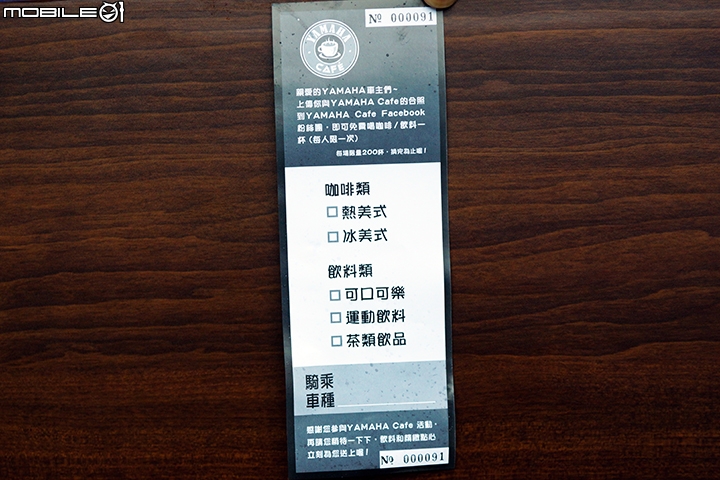 MOBILE01
№ 000091
YAMAHA
CAFE
親愛的YAMAHA車主們~
上傳你與YAMAHA Cafe的合照
到YAMAHA Cafe Facebook
粉絲團，即可免費喝咖啡/飲料一
杯(每人限一次)
每場限量200杯，換完為止喔！
咖啡類
□ 熱美式
□ 冰美式
飲料類
□ 可口可樂
□ 運動飲料
□ 茶類飲品
騎乘
車種
感謝您參與YAMAHA Cafe 活動，
再請您稍待一下下，飲料和精緻點心
立刻為您送上喔！
№ 000091